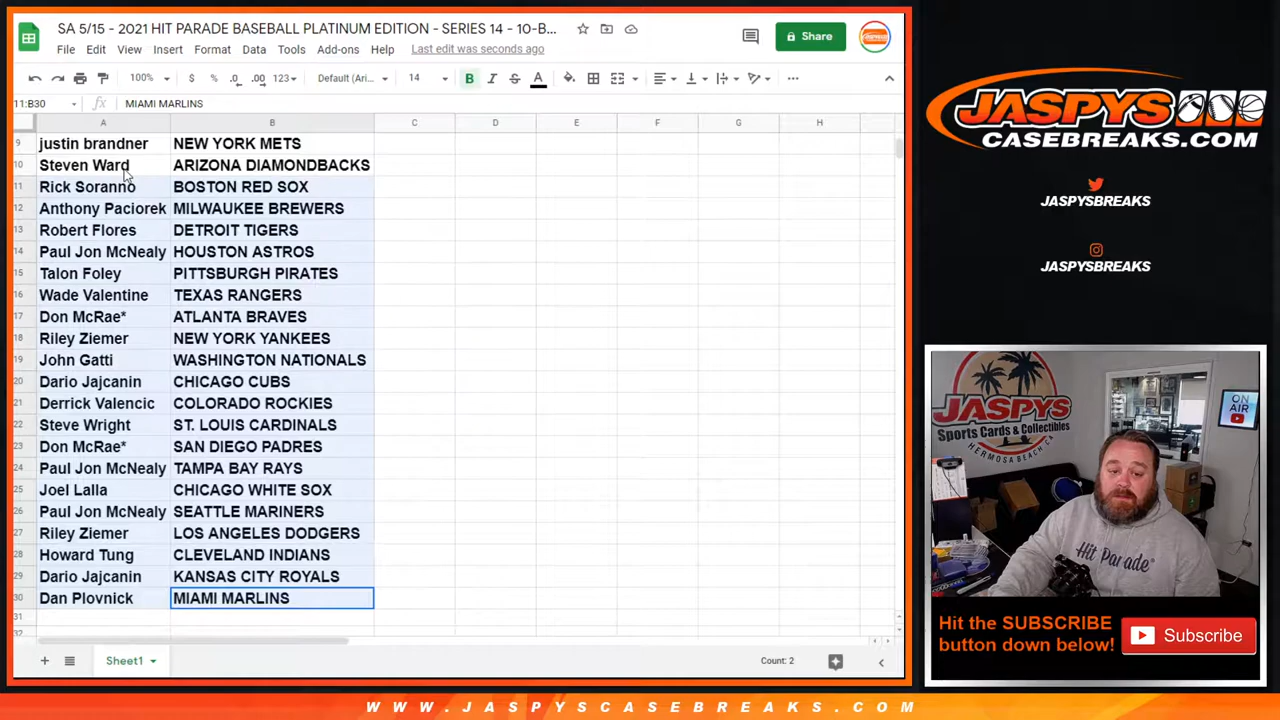 SA 5/15 - 2021 HIT PARADE BASEBALL PLATINUM EDITION - SERIES 14 - 10-B...
File Edit View Insert Format Data Tools Add-ons Help Last edit was seconds ago
Share
100% $ % .0 .00 123 Default (Ari... 14 B I S A
11:B30 fx MIAMI MARLINS
A B C D E F G H
9 justin brandner NEW YORK METS
10 Steven Ward ARIZONA DIAMONDBACKS
11 Rick Soranno BOSTON RED SOX
12 Anthony Paciorek MILWAUKEE BREWERS
13 Robert Flores DETROIT TIGERS
14 Paul Jon McNealy HOUSTON ASTROS
15 Talon Foley PITTSBURGH PIRATES
16 Wade Valentine TEXAS RANGERS
17 Don McRae* ATLANTA BRAVES
18 Riley Ziemer NEW YORK YANKEES
19 John Gatti WASHINGTON NATIONALS
20 Dario Jajcanin CHICAGO CUBS
21 Derrick Valencic COLORADO ROCKIES
22 Steve Wright ST. LOUIS CARDINALS
23 Don McRae* SAN DIEGO PADRES
24 Paul Jon McNealy TAMPA BAY RAYS
25 Joel Lalla CHICAGO WHITE SOX
26 Paul Jon McNealy SEATTLE MARINERS
27 Riley Ziemer LOS ANGELES DODGERS
28 Howard Tung CLEVELAND INDIANS
29 Dario Jajcanin KANSAS CITY ROYALS
30 Dan Plovnick MIAMI MARLINS
31
32
Sheet1
Count: 2
JASPYS
CASEBREAKS.COM
JASPYSBREAKS
JASPYSBREAKS
JASPYS
Sports Cards & Collectibles
HERMOSA BEACH CA
ON AIR
Hit Parade
Hit the SUBSCRIBE
button down below!
Subscribe
WWW.JASPYSCASEBREAKS.COM